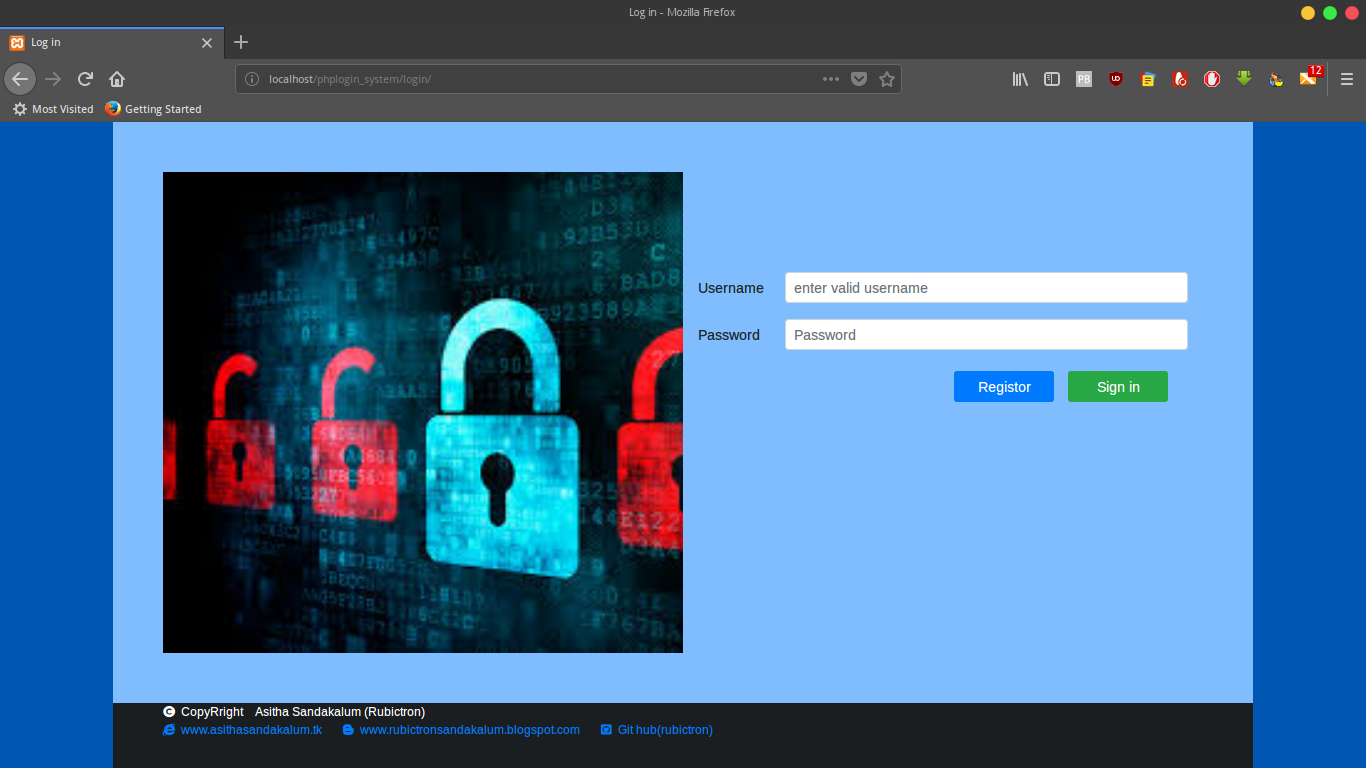 Log in - Mozilla Firefox
Log in
localhost/phplogin_system/login/
PB
12
Most Visited Getting Started
Username enter valid username
Password Password
Registor Sign in
CopyRright Asitha Sandakalum (Rubictron)
www.asithasandakalum.tk www.rubictronsandakalum.blogspot.com Git hub(rubictron)